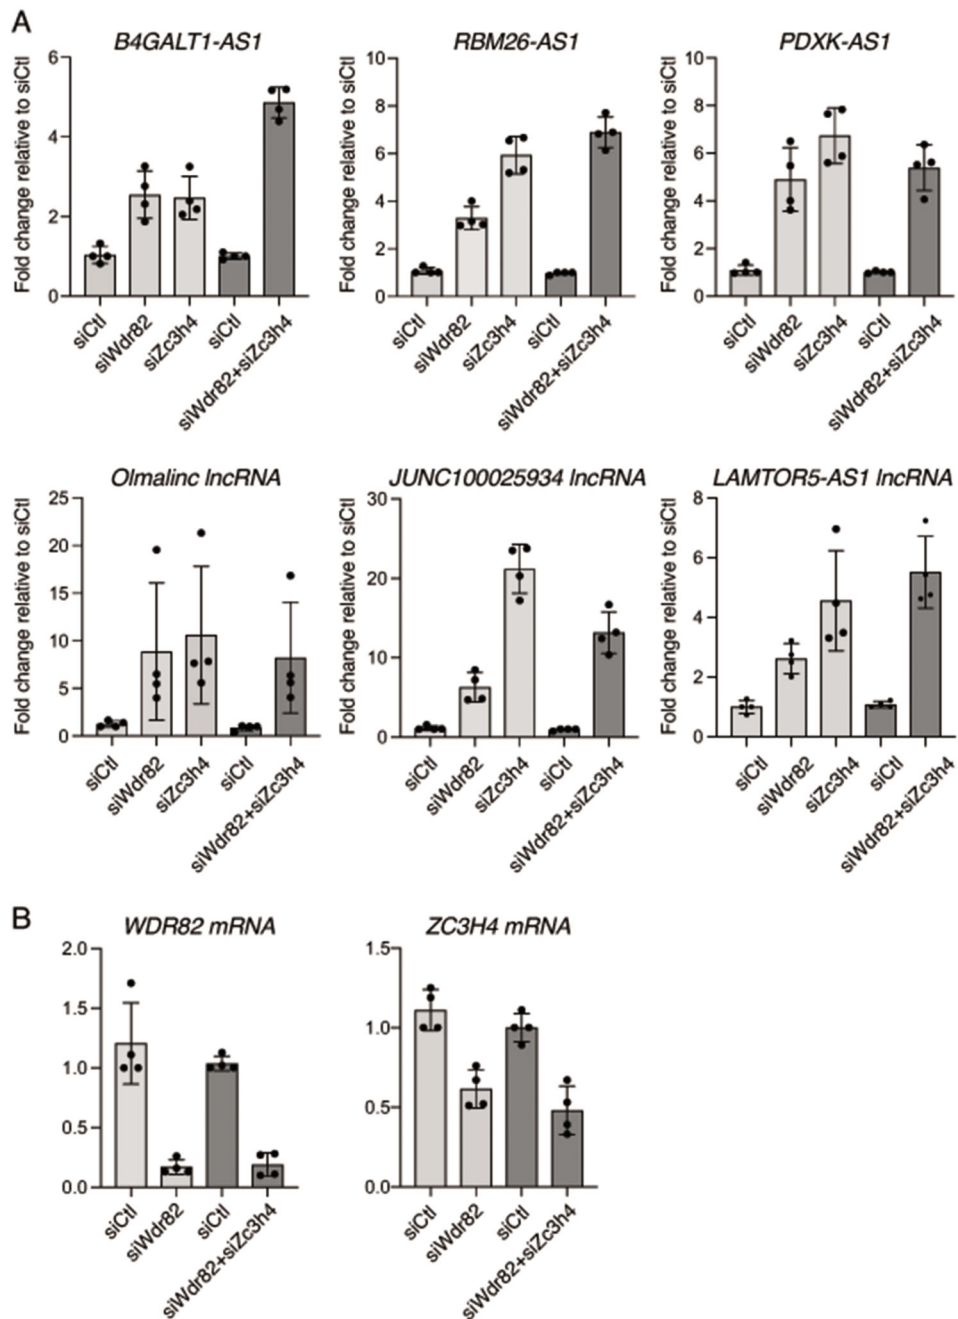 A
B4GALT1-AS1
RBM26-AS1
PDXK-AS1
Fold change relative to siCtl
6
4
2
0
siCtl
siWdr82
siZc3h4
siCtl
siWdr82+siZc3h4
Fold change relative to siCtl
10
8
6
4
2
0
siCtl
siWdr82
siZc3h4
siCtl
siWdr82+siZc3h4
Fold change relative to siCtl
10
8
6
4
2
0
siCtl
siWdr82
siZc3h4
siCtl
siWdr82+siZc3h4
Olmalinc lncRNA
JUNC100025934 lncRNA
LAMTOR5-AS1 lncRNA
Fold change relative to siCtl
25
20
15
10
5
0
siCtl
siWdr82
siZc3h4
siCtl
siWdr82+siZc3h4
Fold change relative to siCtl
30
20
10
0
siCtl
siWdr82
siZc3h4
siCtl
siWdr82+siZc3h4
Fold change relative to siCtl
8
6
4
2
0
siCtl
siWdr82
siZc3h4
siCtl
siWdr82+siZc3h4
B
WDR82 mRNA
ZC3H4 mRNA
2.0
1.5
1.0
0.5
0.0
siCtl
siWdr82
siCtl
siWdr82+siZc3h4
1.5
1.0
0.5
0.0
siCtl
siWdr82
siCtl
siWdr82+siZc3h4